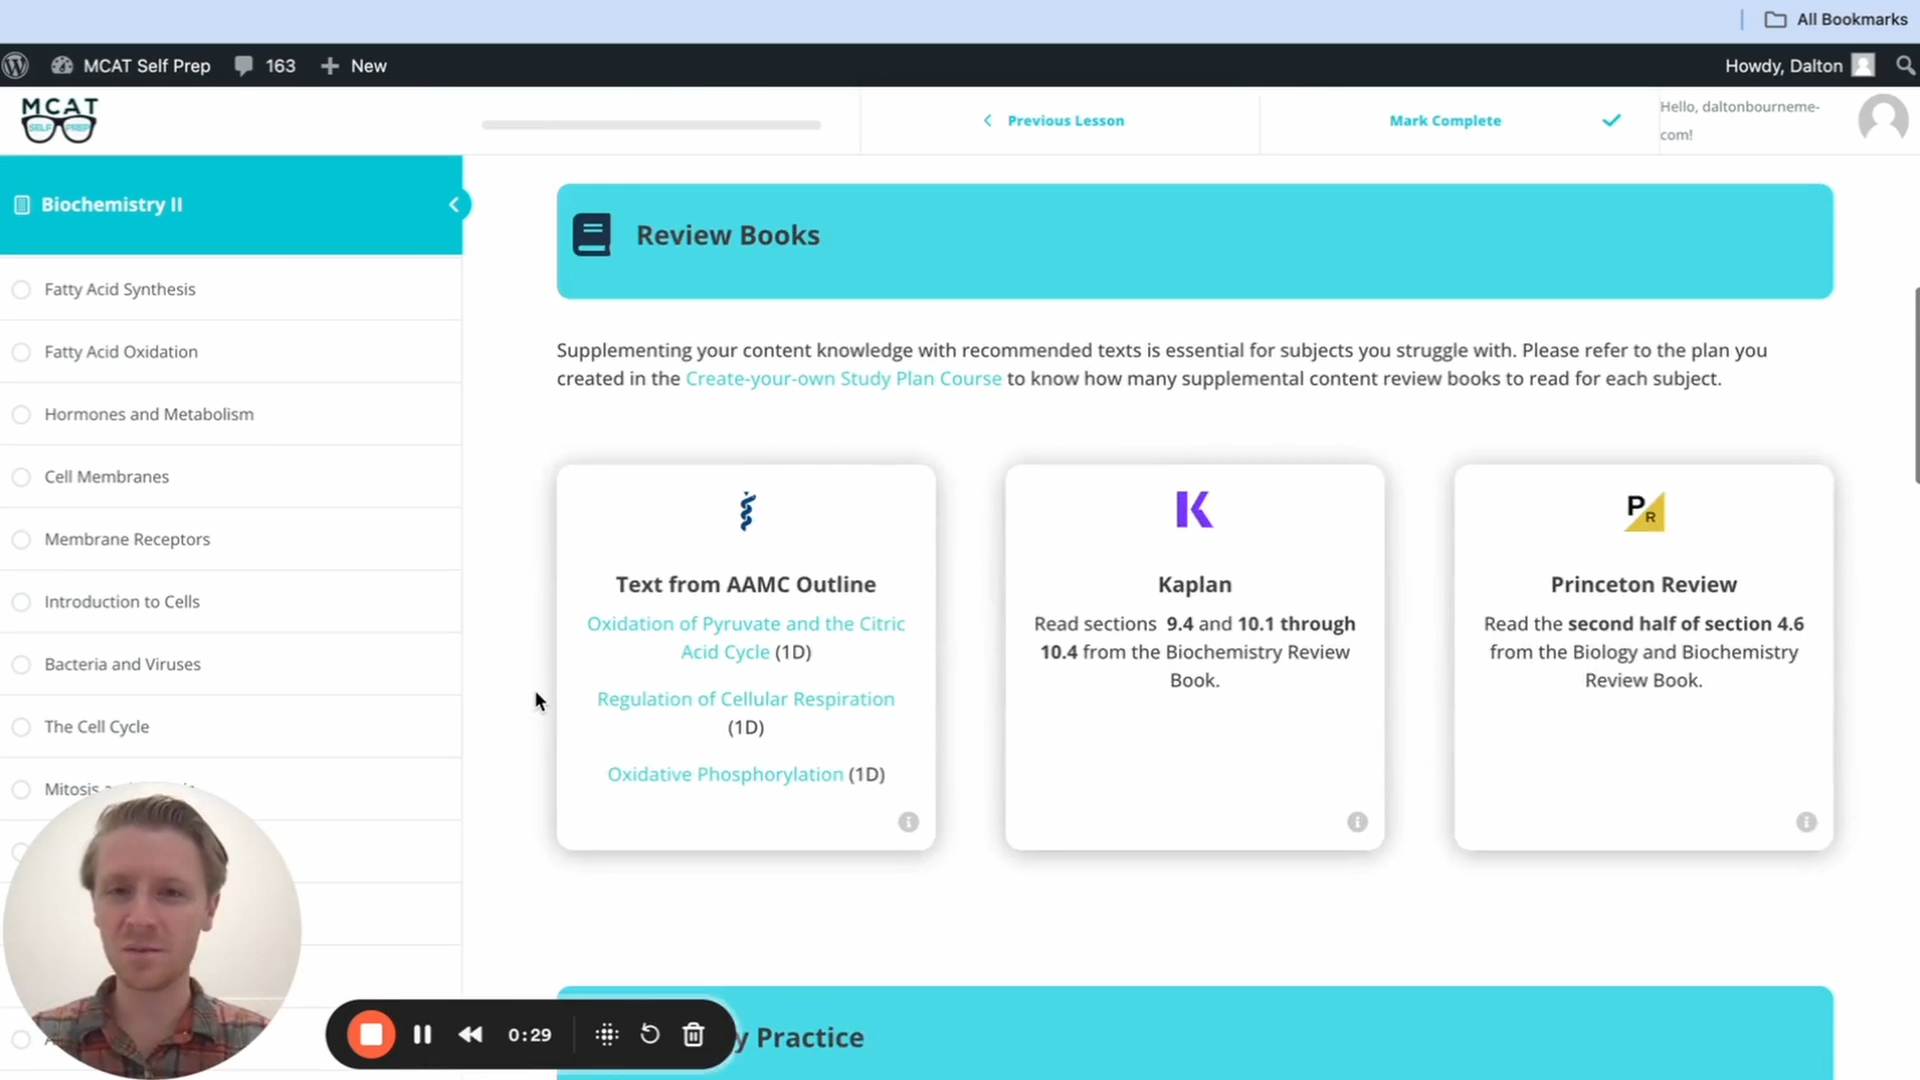 All Bookmarks
MCAT Self Prep
163
New
Howdy, Dalton
MCAT
SELF PREP
Previous Lesson
Mark Complete
Hello, daltonbourneme-
com!
Biochemistry II
Fatty Acid Synthesis
Fatty Acid Oxidation
Hormones and Metabolism
Cell Membranes
Membrane Receptors
Introduction to Cells
Bacteria and Viruses
The Cell Cycle
Mitosis
Review Books
Supplementing your content knowledge with recommended texts is essential for subjects you struggle with. Please refer to the plan you
created in the Create-your-own Study Plan Course to know how many supplemental content review books to read for each subject.
Text from AAMC Outline
Oxidation of Pyruvate and the Citric
Acid Cycle (1D)
Regulation of Cellular Respiration
(1D)
Oxidative Phosphorylation (1D)
K
Kaplan
Read sections 9.4 and 10.1 through
10.4 from the Biochemistry Review
Book.
PR
Princeton Review
Read the second half of section 4.6
from the Biology and Biochemistry
Review Book.
0:29
y Practice